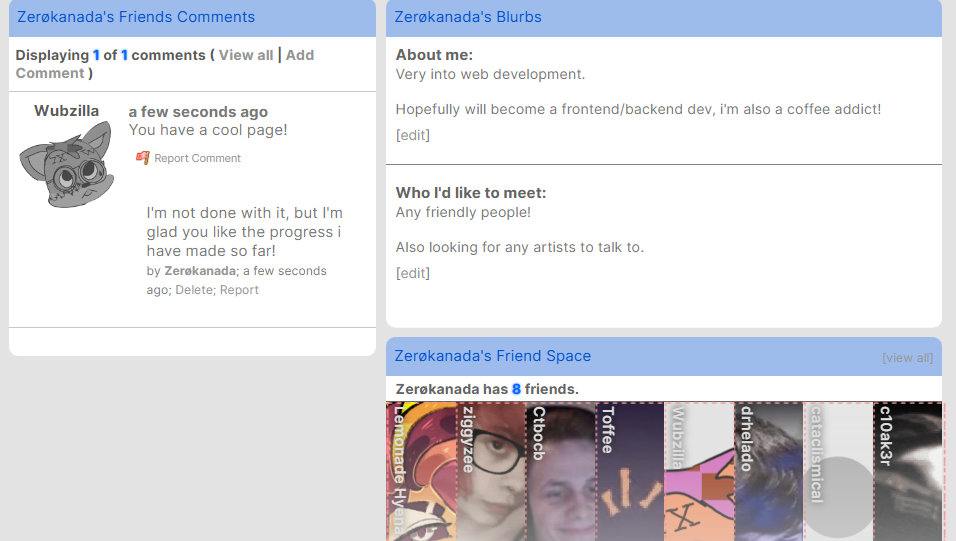 Zerøkanada's Friends Comments
Displaying 1 of 1 comments ( View all | Add
Comment )
Wubzilla
a few seconds ago
You have a cool page!
Report Comment
I'm not done with it, but I'm
glad you like the progress i
have made so far!
by Zerøkanada; a few seconds
ago; Delete; Report
Zerøkanada's Blurbs
About me:
Very into web development.
Hopefully will become a frontend/backend dev, i'm also a coffee addict!
[edit]
Who I'd like to meet:
Any friendly people!
Also looking for any artists to talk to.
[edit]
Zerøkanada's Friend Space
[view all]
Zerøkanada has 8 friends.
Lemonade Hyena
ziggyzee
Ctbocb
Toffee
Wubzilla
drhelado
cataclismical
c10ak3r